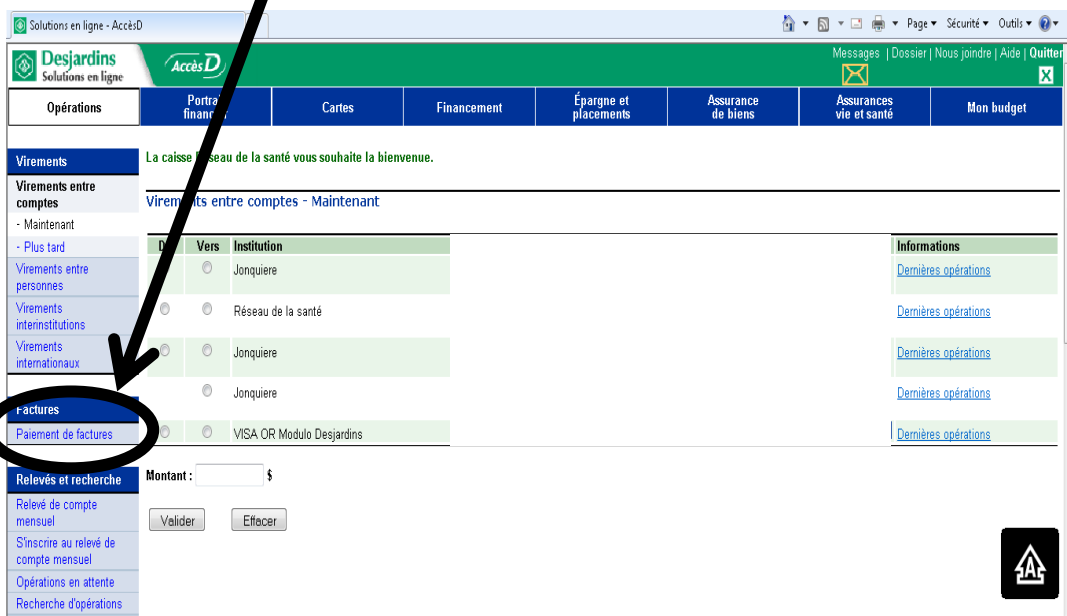 Solutions en ligne - AccèsD
Page Sécurité Outils
Desjardins
Solutions en ligne
AccèsD
Messages | Dossier | Nous joindre | Aide | Quitter
X
Opérations
Cartes
Financement
Épargne et
placements
Assurance
de biens
Assurances
vie et santé
Mon budget
La caisse de la santé vous souhaite la bienvenue.
Virements
Virements entre
comptes
- Maintenant
- Plus tard
Virements entre
personnes
Virements
interinstitutions
Virements
internationaux
Factures
Paiement de factures
Relevés et recherche
Relevé de compte
mensuel
S'inscrire au relevé de
compte mensuel
Opérations en attente
Recherche d'opérations
Virements entre comptes - Maintenant
Vers Institution Informations
Jonquiere Dernières opérations
Réseau de la santé Dernières opérations
Jonquiere Dernières opérations
Jonquiere Dernières opérations
VISA OR Modulo Desjardins Dernières opérations
Montant : $
Valider Effacer
A